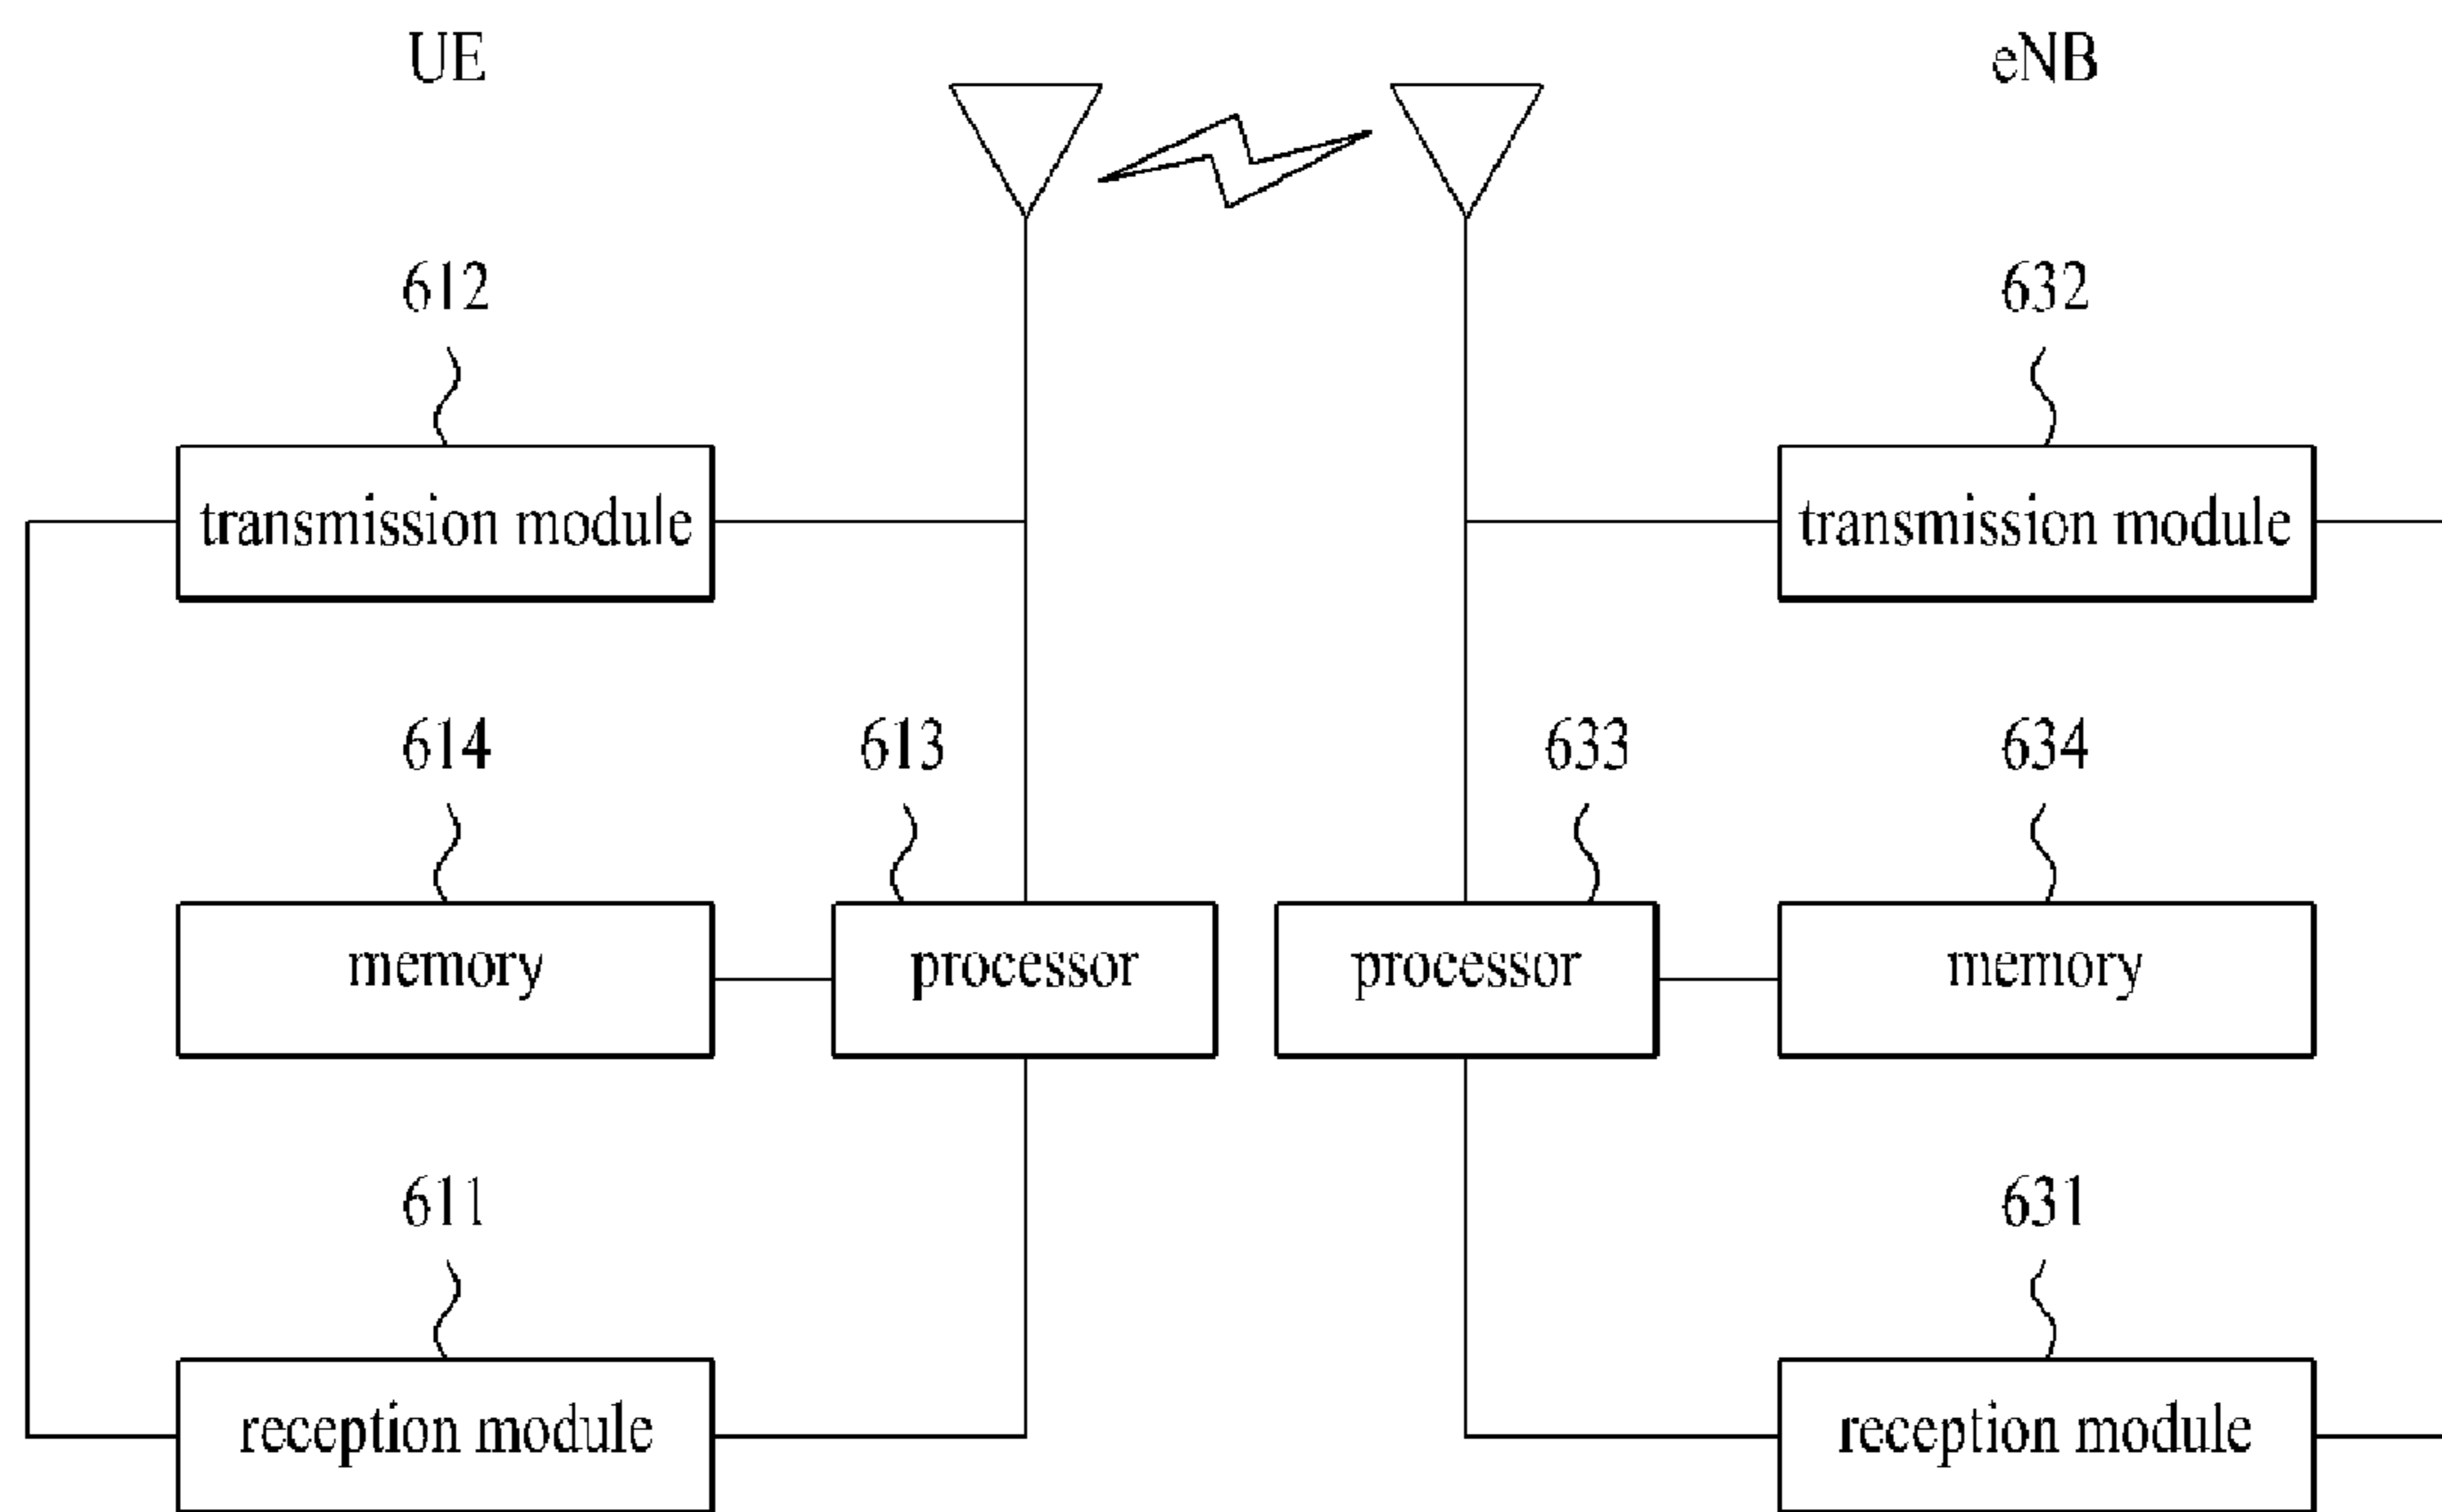 UE
eNB
612
632
transmission module
transmission module
614
613
633
634
memory
processor
processor
memory
611
631
reception module
reception module